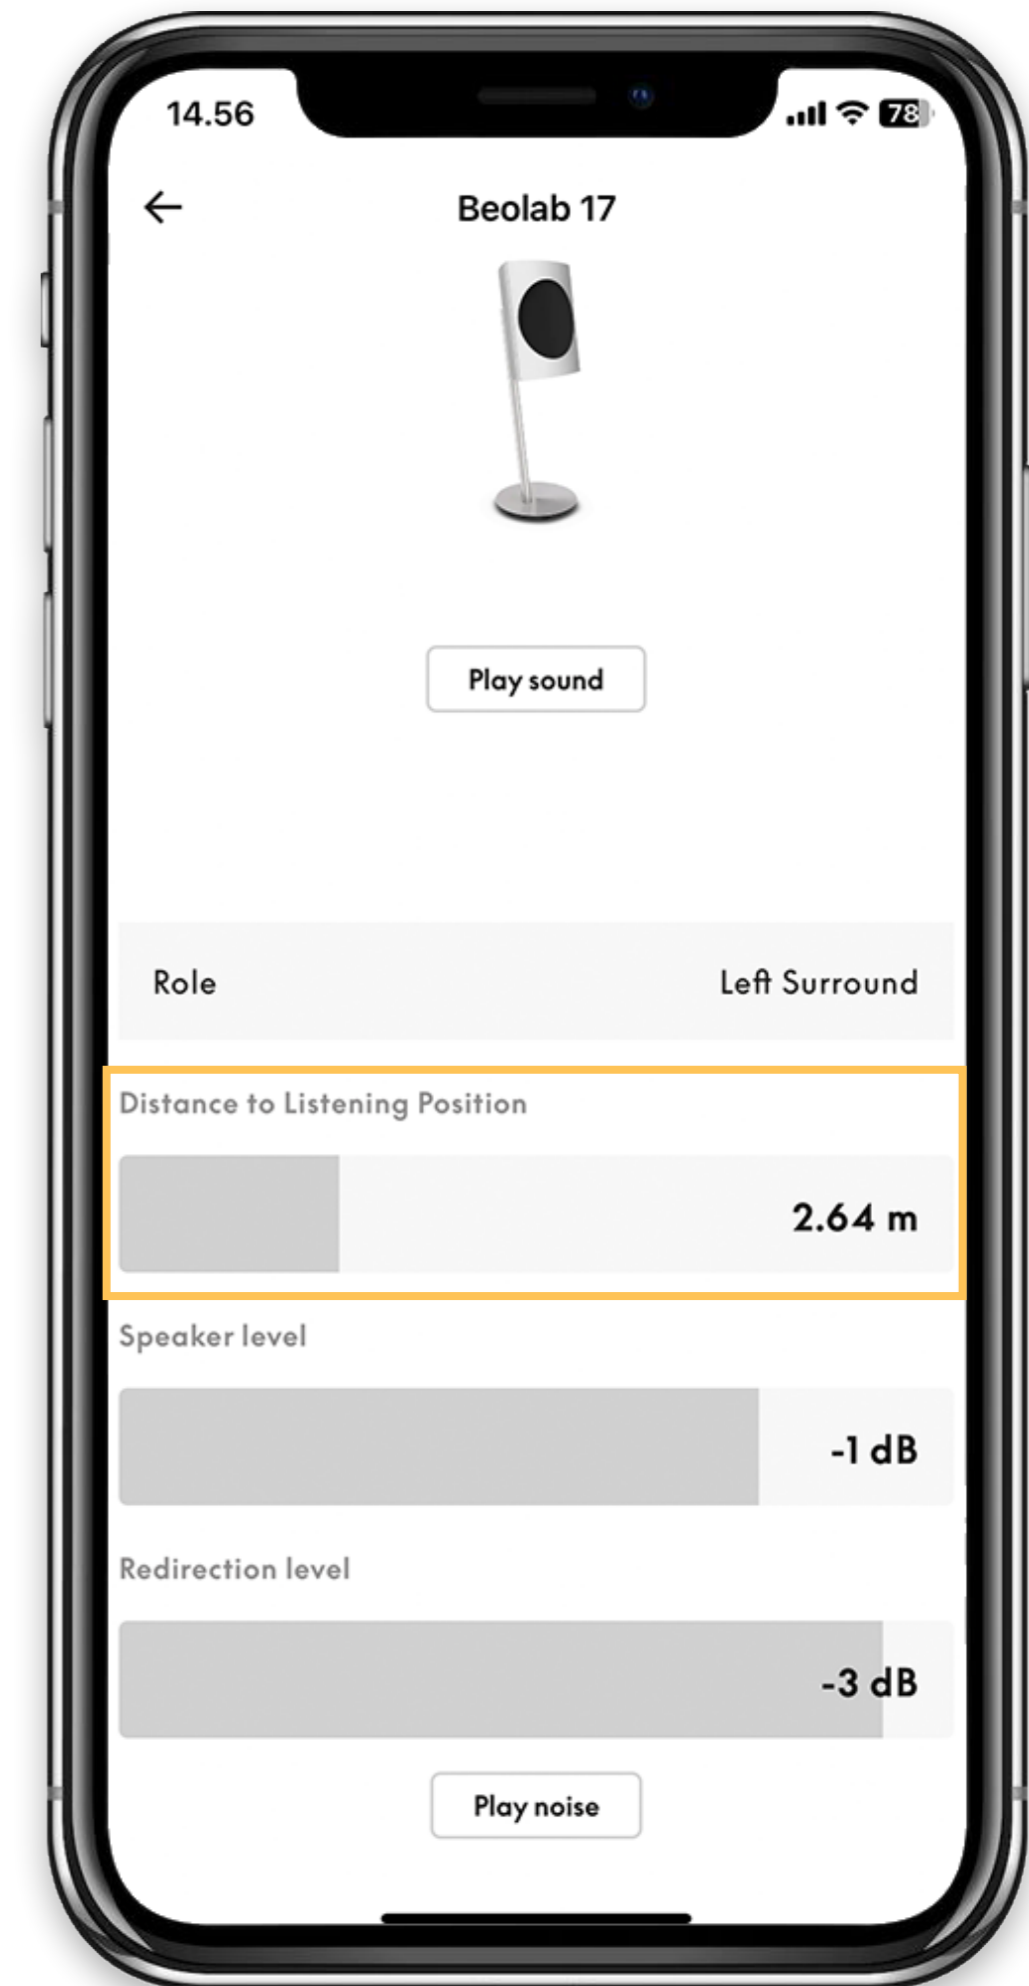 14.56
78
Beolab 17
Play sound
Role
Left Surround
Distance to Listening Position
2.64 m
Speaker level
-1 dB
Redirection level
-3 dB
Play noise